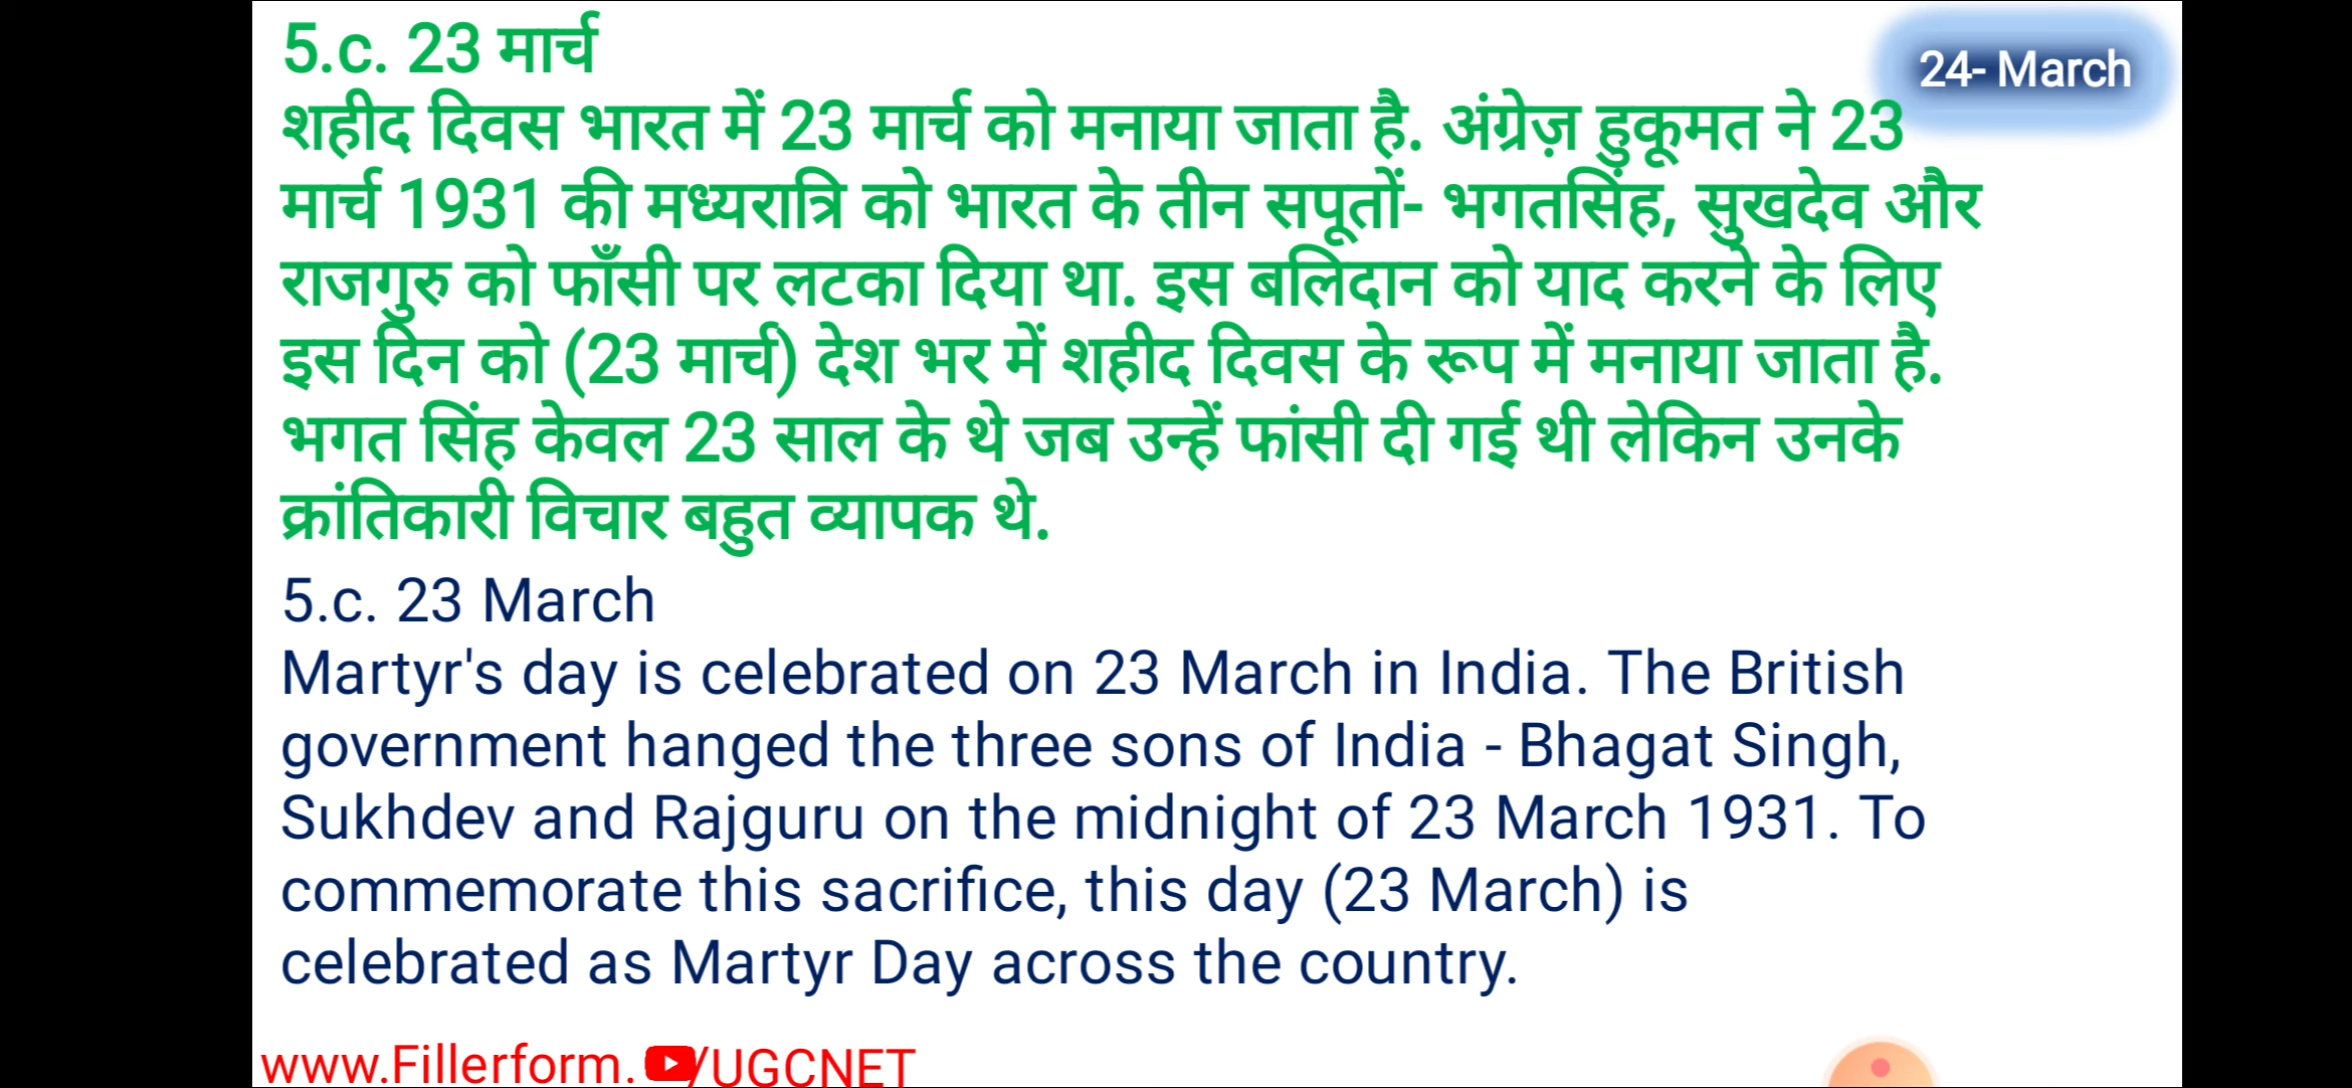 5.c. 23 मार्च
24- March
शहीद दिवस भारत में 23 मार्च को मनाया जाता है. अंग्रेज़ हुकूमत ने 23
मार्च 1931 की मध्यरात्रि को भारत के तीन सपूतों- भगतसिंह, सुखदेव और
राजगुरु को फाँसी पर लटका दिया था. इस बलिदान को याद करने के लिए
इस दिन को (23 मार्च) देश भर में शहीद दिवस के रूप में मनाया जाता है.
भगत सिंह केवल 23 साल के थे जब उन्हें फांसी दी गई थी लेकिन उनके
क्रांतिकारी विचार बहुत व्यापक थे.
5.c. 23 March
Martyr's day is celebrated on 23 March in India. The British
government hanged the three sons of India - Bhagat Singh,
Sukhdev and Rajguru on the midnight of 23 March 1931. To
commemorate this sacrifice, this day (23 March) is
celebrated as Martyr Day across the country.
www.Fillerform. /UGCNET